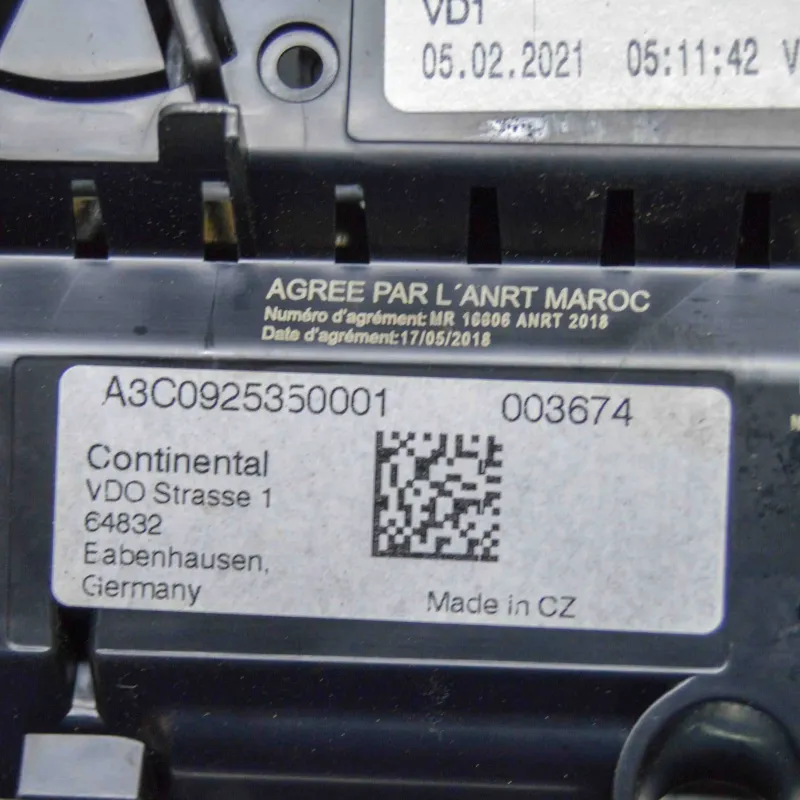 VD1
05.02.2021 05:11:42 V
AGREE PAR L´ANRT MAROC
Numéro d'agrément: MR 16606 ANRT 2018
Date d'agrément:17/05/2018
A3C0925350001 003674
Continental
VDO Strasse 1
64832
Eabenhausen,
Germany
Made in CZ
N